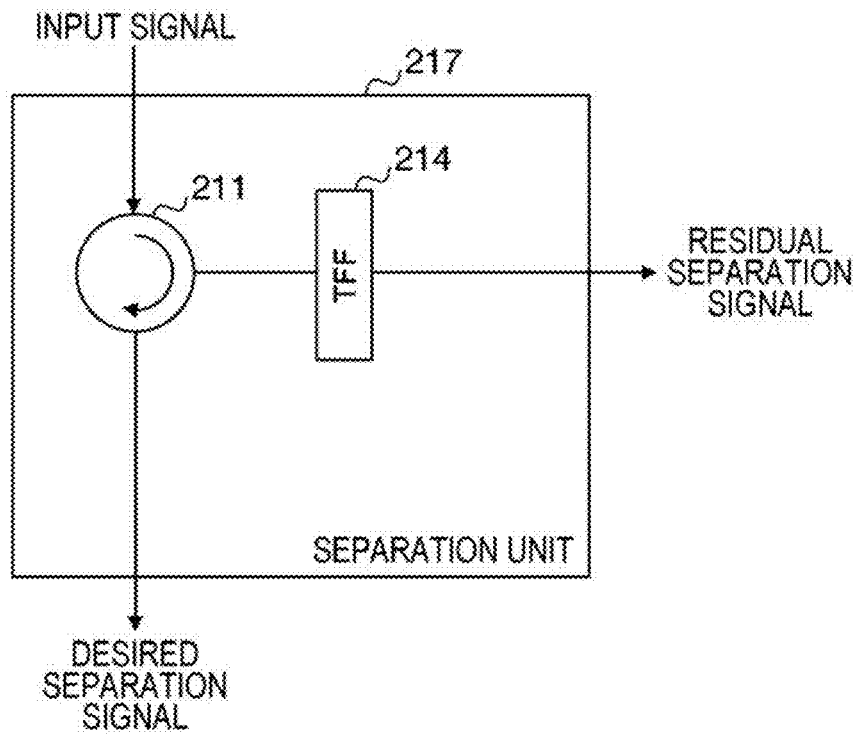 INPUT SIGNAL
217
211
214
TFF
RESIDUAL
SEPARATION
SIGNAL
SEPARATION UNIT
DESIRED
SEPARATION
SIGNAL